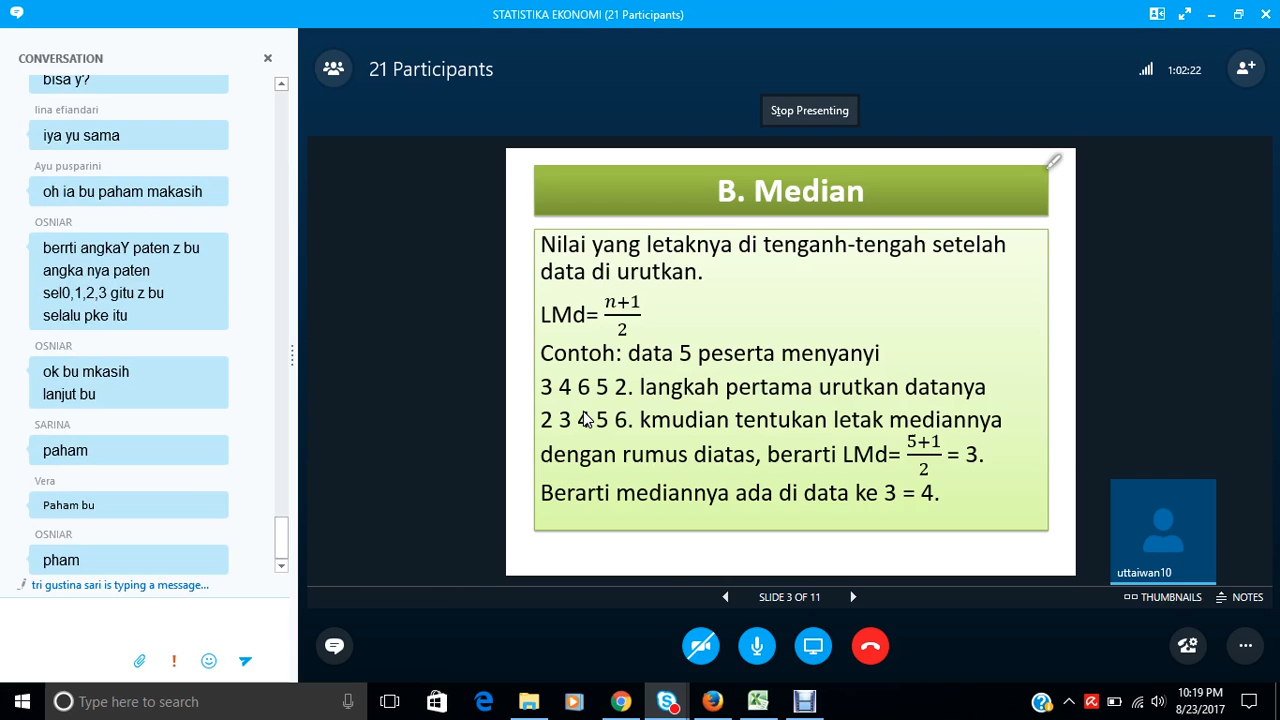 STATISTIKA EKONOMI (21 Participants)
CONVERSATION
bisa y?
lina efiandari
iya yu sama
Ayu pusparini
oh ia bu paham makasih
OSNIAR
berrti angkaY paten z bu
angka nya paten
sel0,1,2,3 gitu z bu
selalu pke itu
OSNIAR
ok bu mkasih
lanjut bu
SARINA
paham
Vera
Paham bu
OSNIAR
pham
tri gustina sari is typing a message...
21 Participants
1:02:22
Stop Presenting
B. Median
Nilai yang letaknya di tenganh-tengah setelah
data di urutkan.
LMd= n+1/2
Contoh: data 5 peserta menyanyi
3 4 6 5 2. langkah pertama urutkan datanya
2 3 4 5 6. kmudian tentukan letak mediannya
dengan rumus diatas, berarti LMd= 5+1/2 = 3.
Berarti mediannya ada di data ke 3 = 4.
uttaiwan10
SLIDE 3 OF 11
THUMBNAILS
NOTES
Type here to search
10:19 PM
8/23/2017